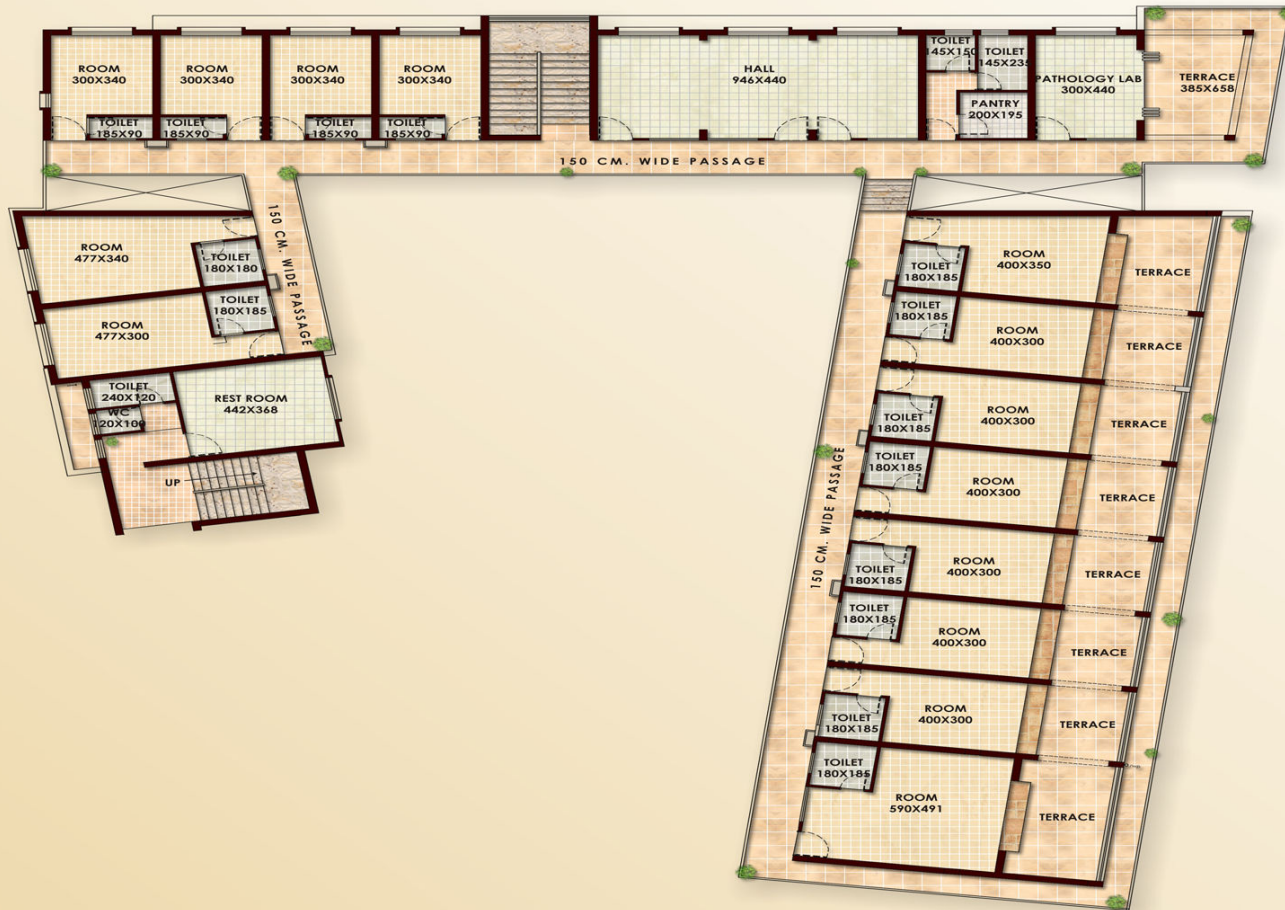 ROOM
300X340
ROOM
300X340
ROOM
300X340
ROOM
300X340
TOILET
185X90
TOILET
185X90
TOILET
185X90
TOILET
185X90
HALL
946X440
TOILET
145X150
TOILET
145X235
PANTRY
200X195
PATHOLOGY LAB
300X440
TERRACE
385X658
150 CM. WIDE PASSAGE
150 CM. WIDE PASSAGE
ROOM
477X340
TOILET
180X180
TOILET
180X185
ROOM
477X300
TOILET
240X120
WC
120X100
REST ROOM
442X368
UP
150 CM. WIDE PASSAGE
ROOM
400X350
TOILET
180X185
TERRACE
TOILET
180X185
ROOM
400X300
TERRACE
ROOM
400X300
TOILET
180X185
TERRACE
TOILET
180X185
ROOM
400X300
TERRACE
ROOM
400X300
TOILET
180X185
TERRACE
TOILET
180X185
ROOM
400X300
TERRACE
ROOM
400X300
TOILET
180X185
TERRACE
TOILET
180X185
ROOM
590X491
TERRACE